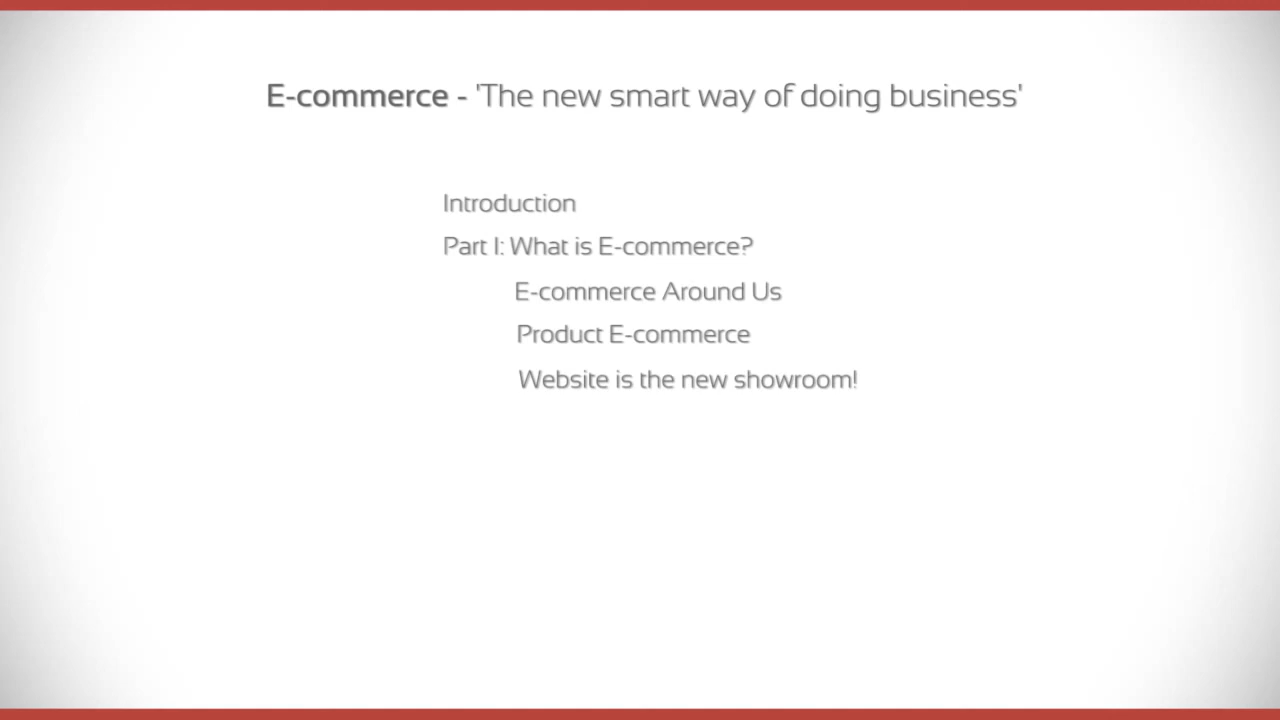 E-commerce - 'The new smart way of doing business'
Introduction
Part I: What is E-commerce?
E-commerce Around Us
Product E-commerce
Website is the new showroom!